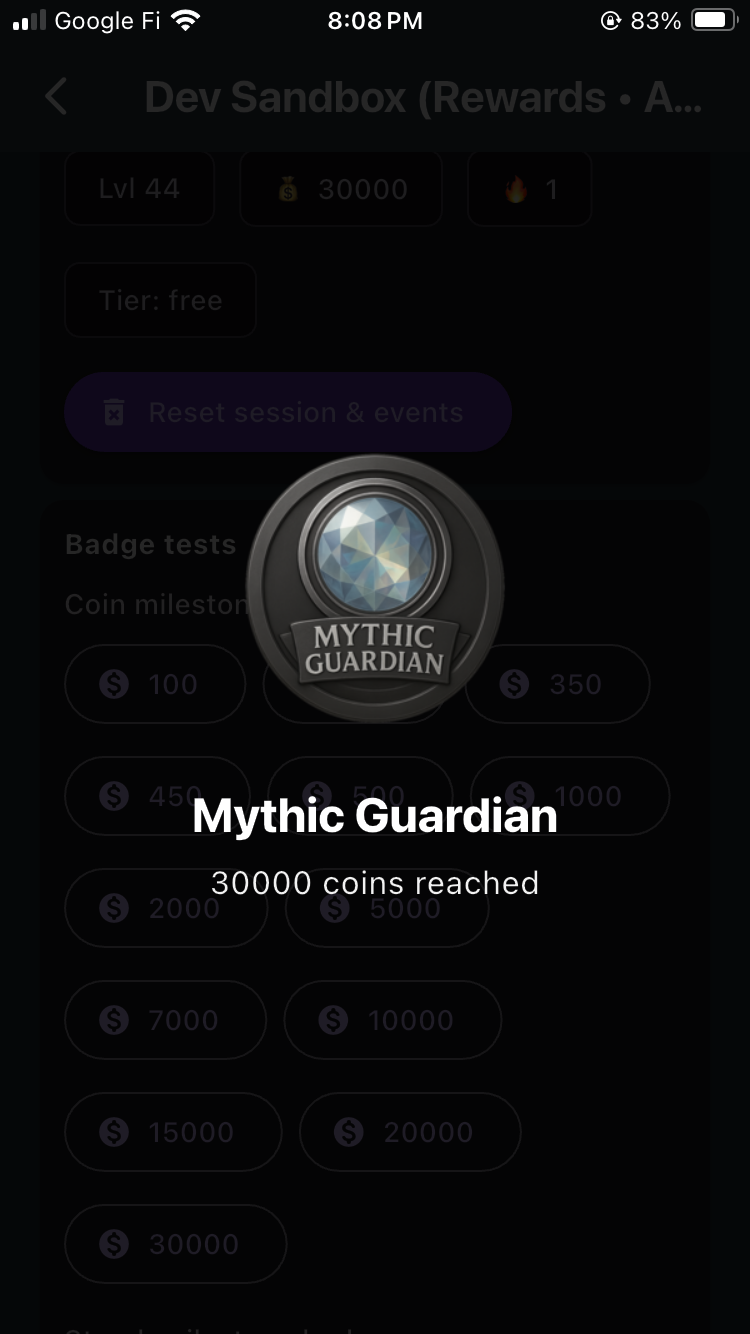 Google Fi 8:08 PM 83%
Dev Sandbox (Rewards • A...
Lvl 44 30000 1
Tier: free
Reset session & events
Badge tests
MYTHIC
GUARDIAN
100 350
450 500 1000
Mythic Guardian
30000 coins reached
2000 5000
7000 10000
15000 20000
30000